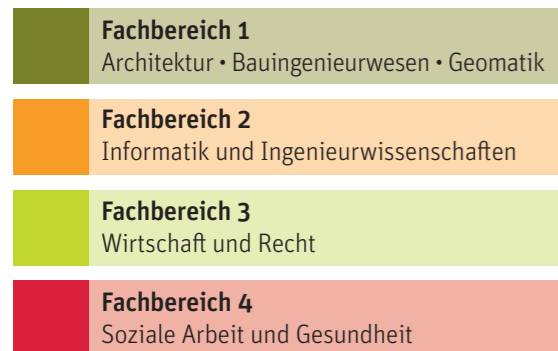 Fachbereich 1
Architektur • Bauingenieurwesen • Geomatik
Fachbereich 2
Informatik und Ingenieurwissenschaften
Fachbereich 3
Wirtschaft und Recht
Fachbereich 4
Soziale Arbeit und Gesundheit